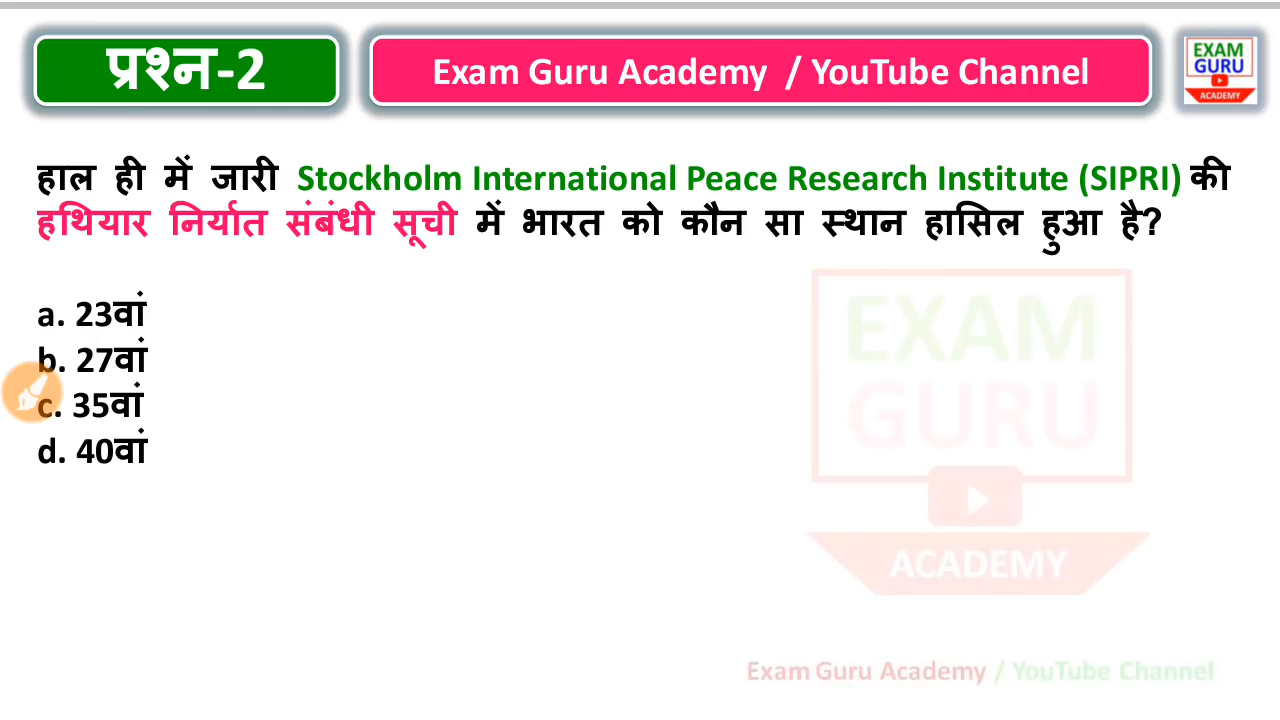 प्रश्न-2
Exam Guru Academy / YouTube Channel
EXAM
GURU
ACADEMY
हाल ही में जारी Stockholm International Peace Research Institute (SIPRI) की
हथियार निर्यात संबंधी सूची में भारत को कौन सा स्थान हासिल हुआ है?
a. 23वां
b. 27वां
c. 35वां
d. 40वां
EXAM
GURU
ACADEMY
Exam Guru Academy / YouTube Channel